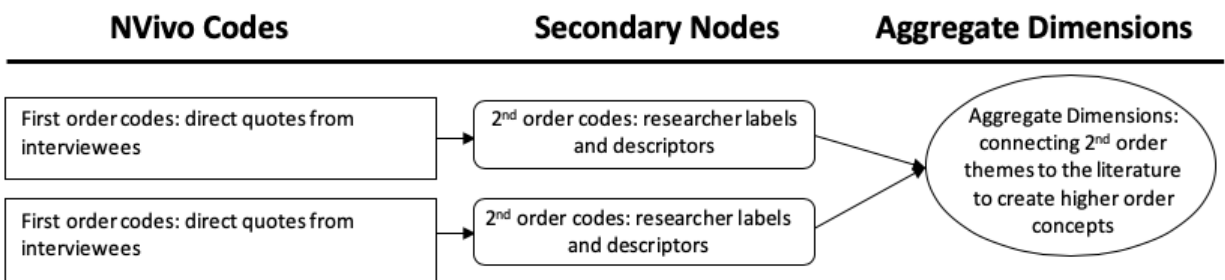 NVivo Codes Secondary Nodes Aggregate Dimensions
First order codes: direct quotes from
interviewees
2nd order codes: researcher labels
and descriptors
Aggregate Dimensions:
connecting 2nd order
themes to the literature
to create higher order
concepts
First order codes: direct quotes from
interviewees
2nd order codes: researcher labels
and descriptors